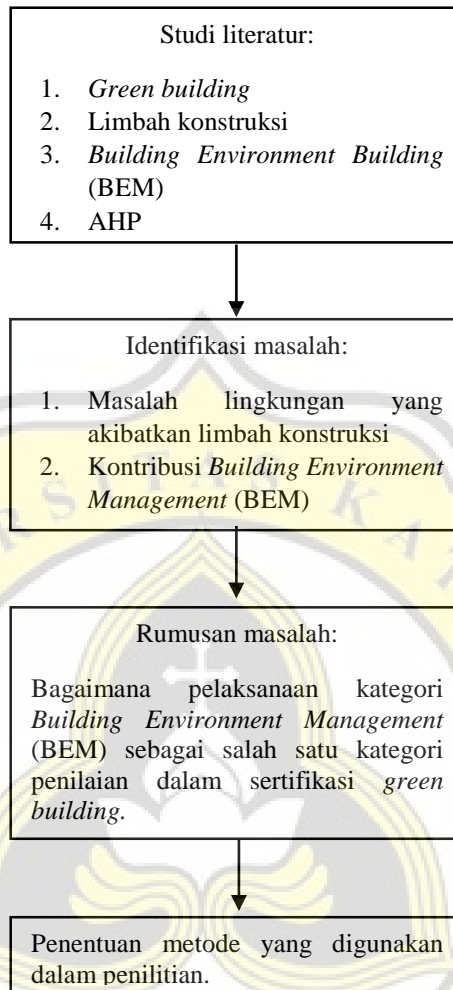 Studi literatur:
1. Green building
2. Limbah konstruksi
3. Building Environment Building
(BEM)
4. AHP
Identifikasi masalah:
1. Masalah lingkungan yang
akibatkan limbah konstruksi
2. Kontribusi Building Environment
Management (BEM)
Rumusan masalah:
Bagaimana pelaksanaan kategori
Building Environment Management
(BEM) sebagai salah satu kategori
penilaian dalam sertifikasi green
building.
Penentuan metode yang digunakan
dalam penilitian.